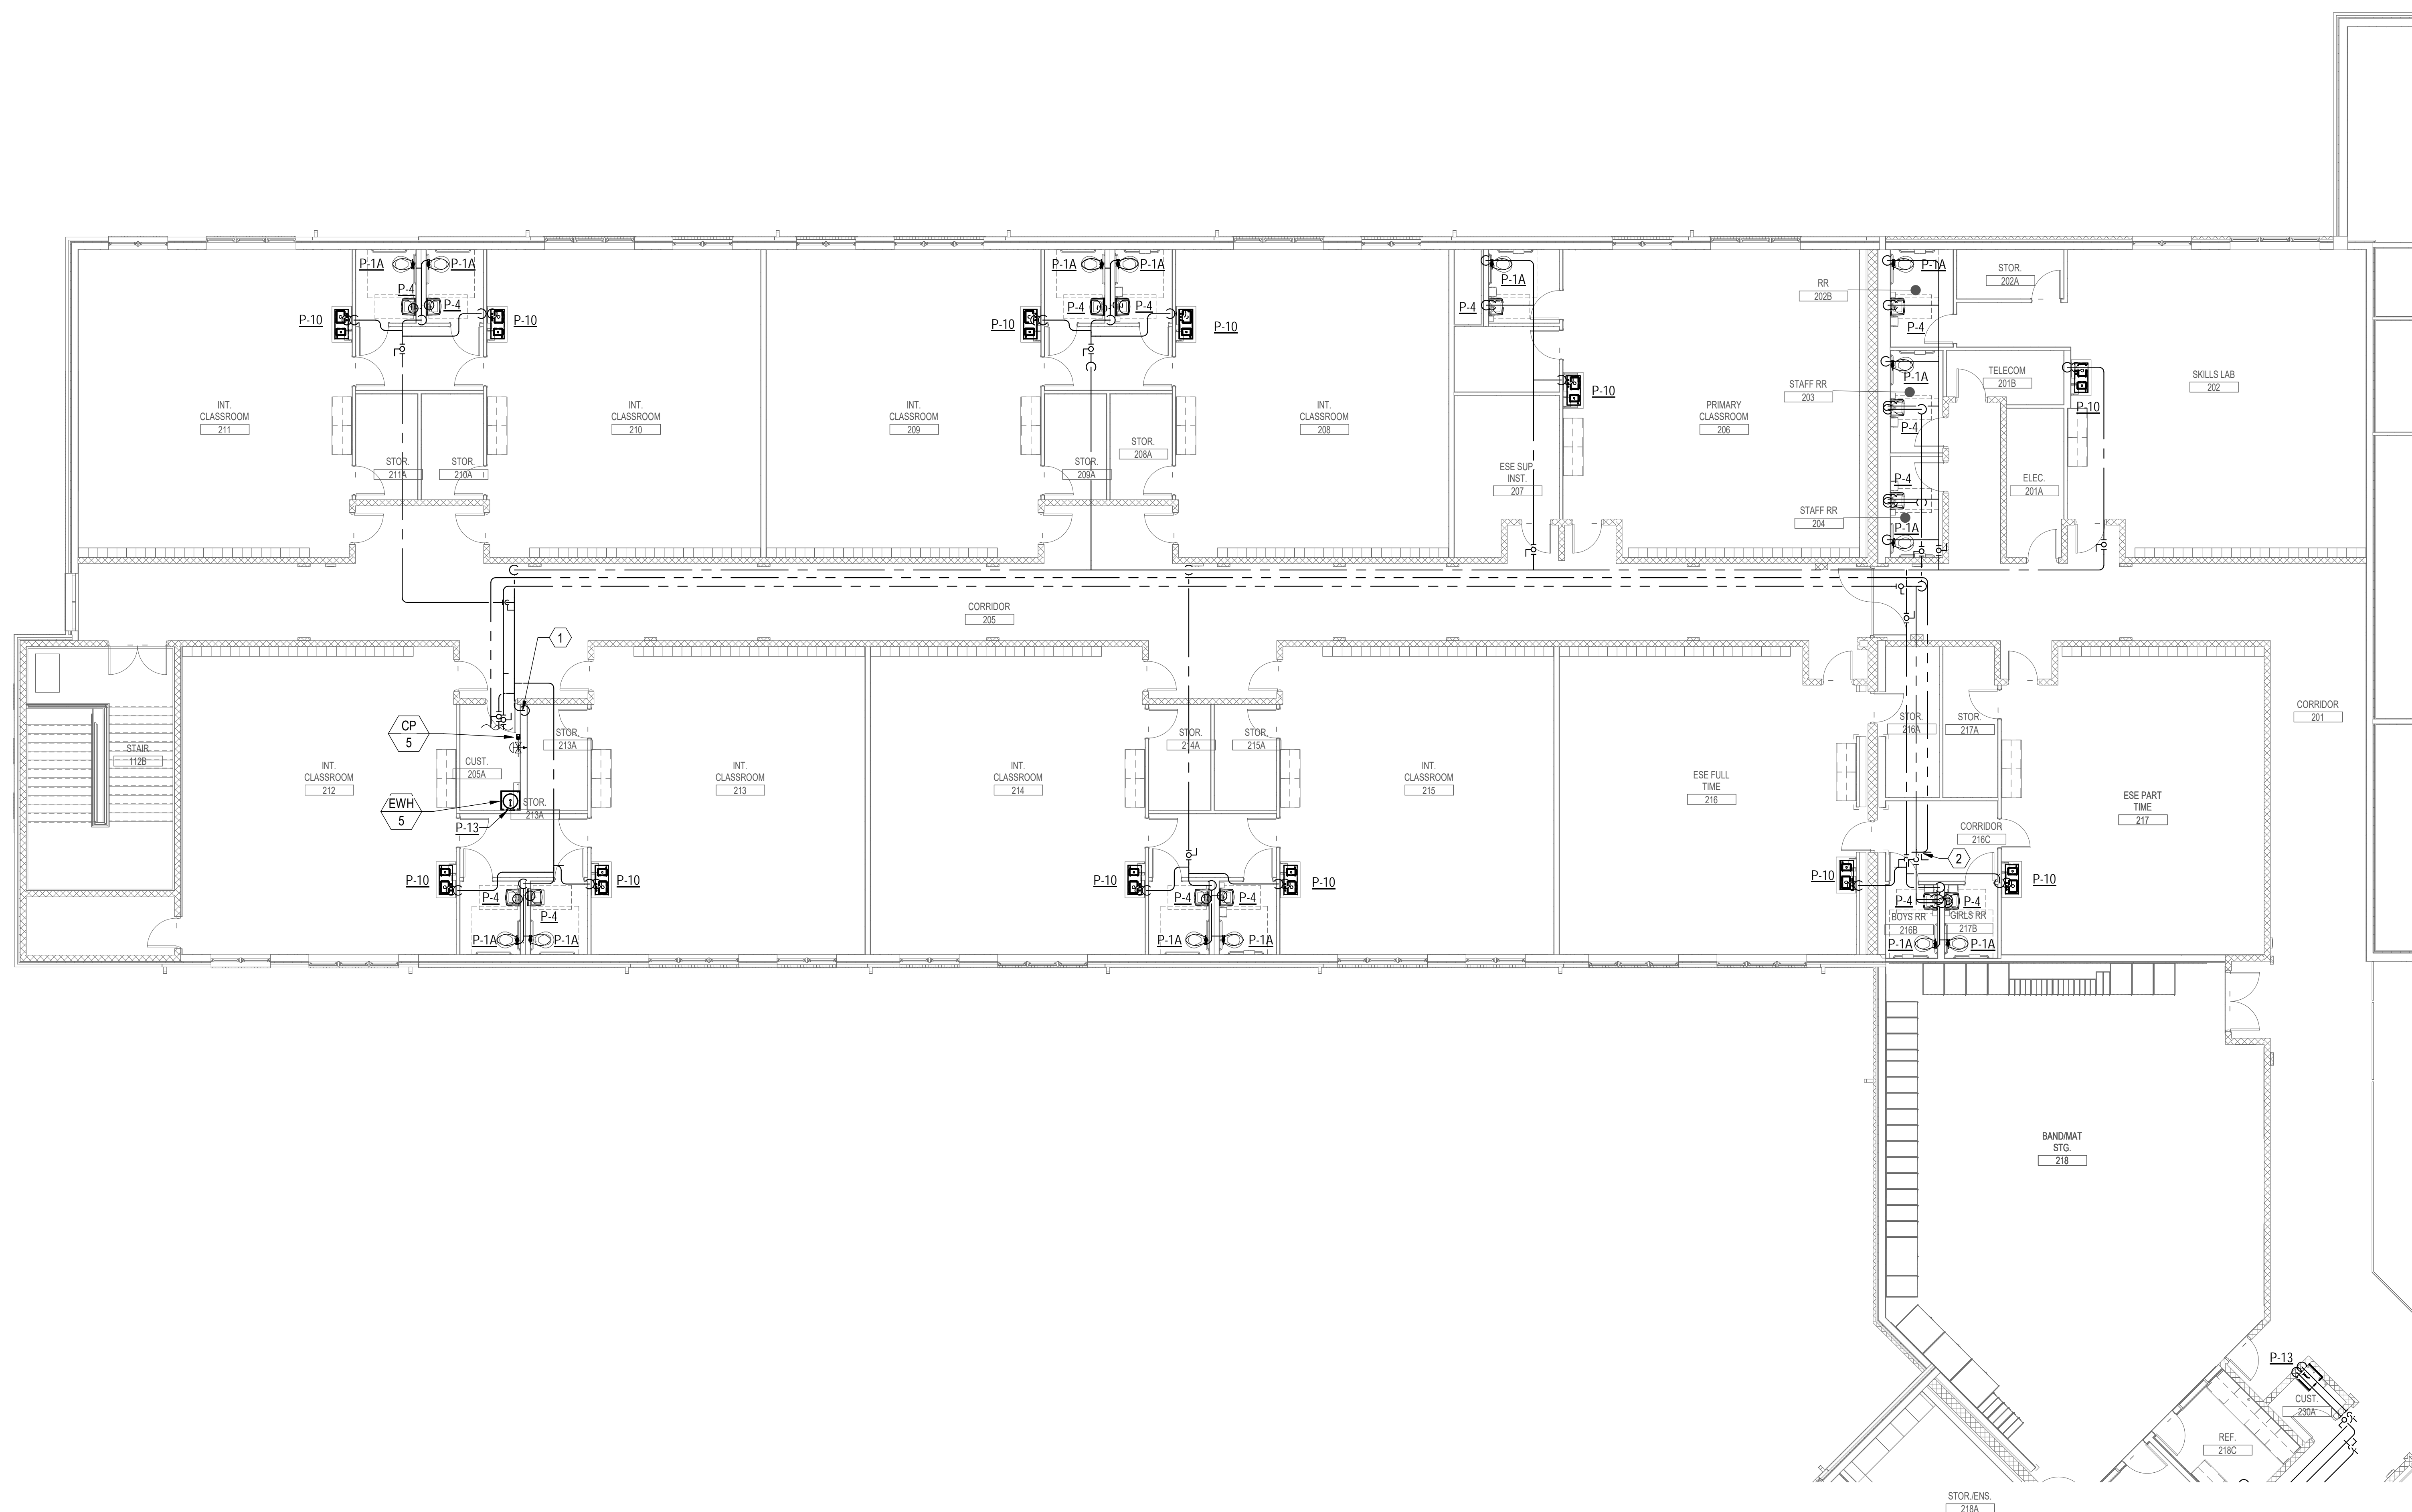 P-1A
P-1A
P-4
P-4
P-10
P-10
P-1A
P-1A
P-4
P-4
P-10
P-10
P-1A
P-4
P-10
RR
202B
P-1A
P-4
STOR.
202A
STAFF RR
203
P-1A
P-4
TELECOM
201B
P-10
SKILLS LAB
202
INT.
CLASSROOM
211
STOR.
211A
STOR.
210A
INT.
CLASSROOM
210
INT.
CLASSROOM
209
STOR.
209A
STOR.
208A
INT.
CLASSROOM
208
ESE SUP.
INST.
207
PRIMARY
CLASSROOM
206
STAFF RR
204
P-4
P-1A
ELEC.
201A
CORRIDOR
205
1
STAIR
112B
INT.
CLASSROOM
212
CP
5
CUST.
205A
STOR.
213A
EWH
5
P-13
STOR.
213A
INT.
CLASSROOM
213
INT.
CLASSROOM
214
STOR.
214A
STOR.
215A
INT.
CLASSROOM
215
ESE FULL
TIME
216
STOR.
216A
STOR.
217A
CORRIDOR
216C
2
ESE PART
TIME
217
CORRIDOR
201
P-10
P-10
P-4
P-4
P-1A
P-1A
P-10
P-10
P-4
P-4
P-1A
P-1A
P-10
P-10
P-4
P-4
BOYS RR
216B
GIRLS RR
217B
P-1A
P-1A
BAND/MAT
STG.
218
P-13
CUST.
230A
REF.
218C
STOR./ENS.
218A